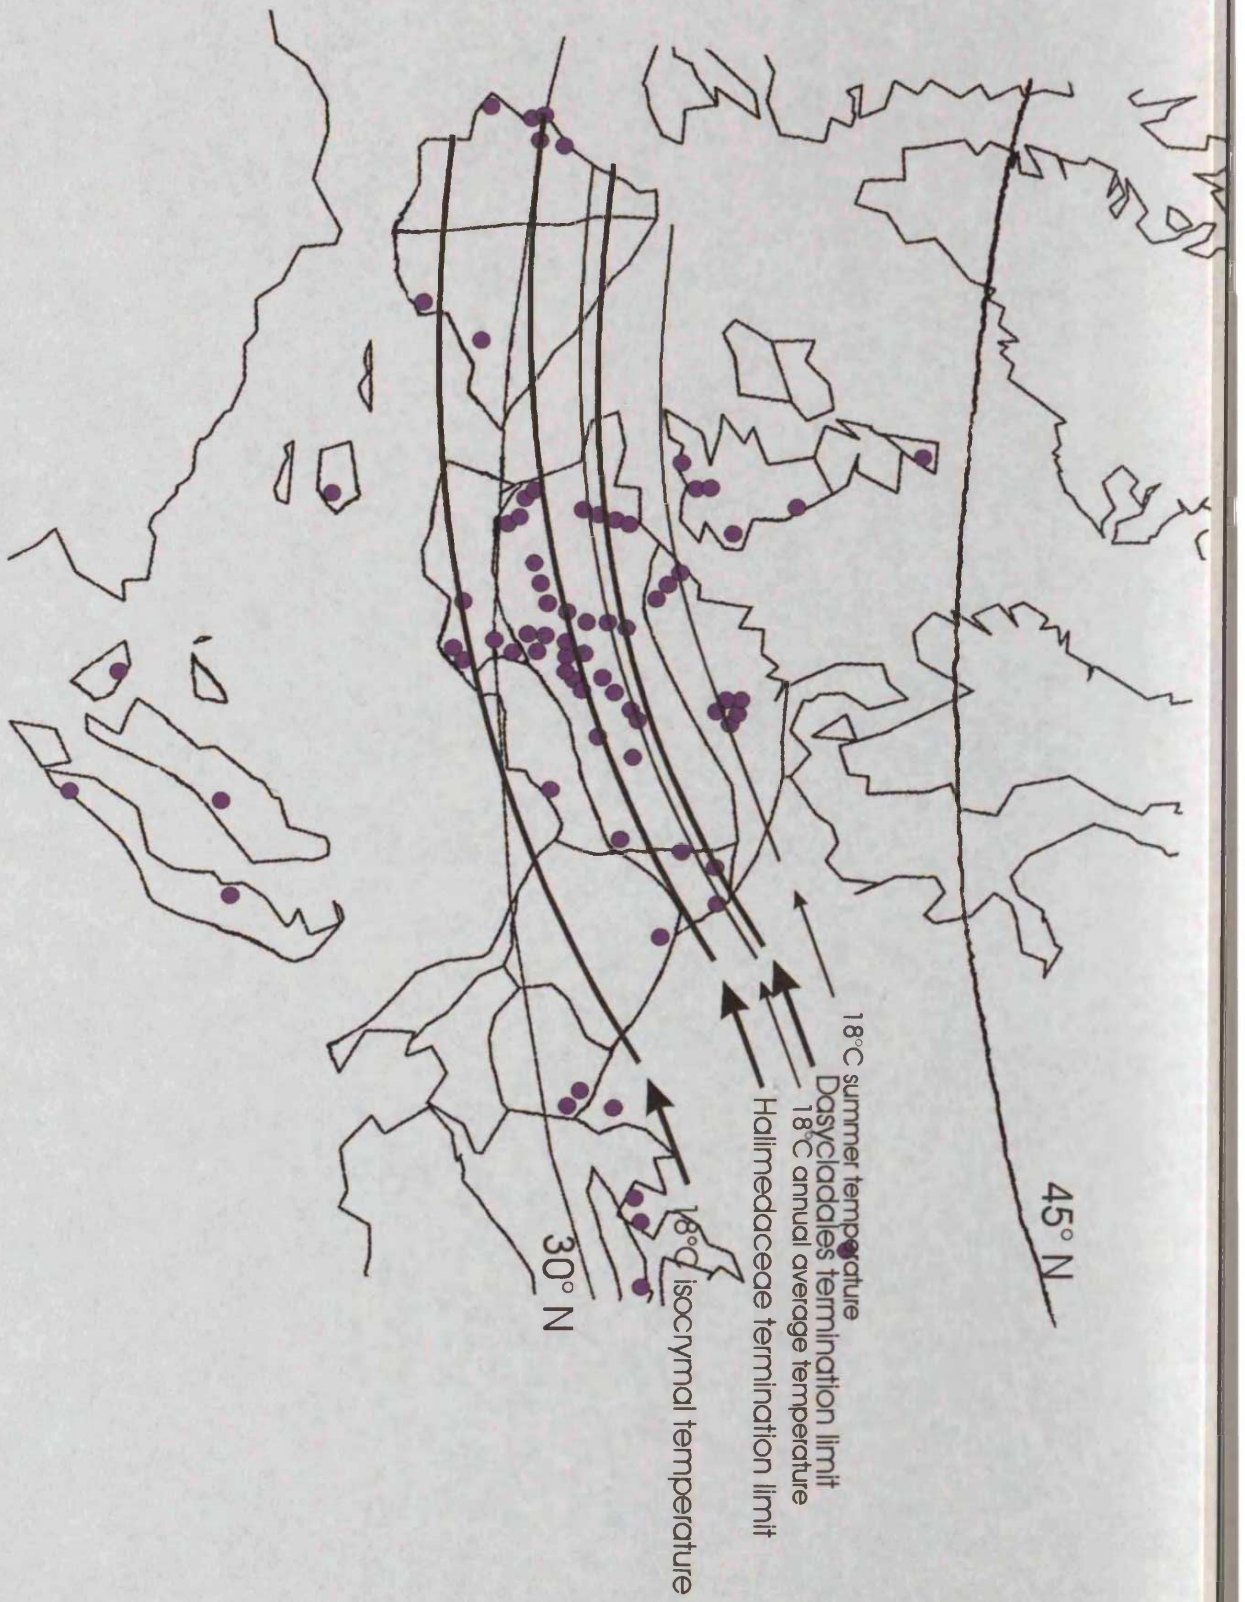 45° N
18°C summer temperature
Dasycladales termination limit
18°C annual average temperature
Halimedaceae termination limit
18°C isocrymal temperature
30° N